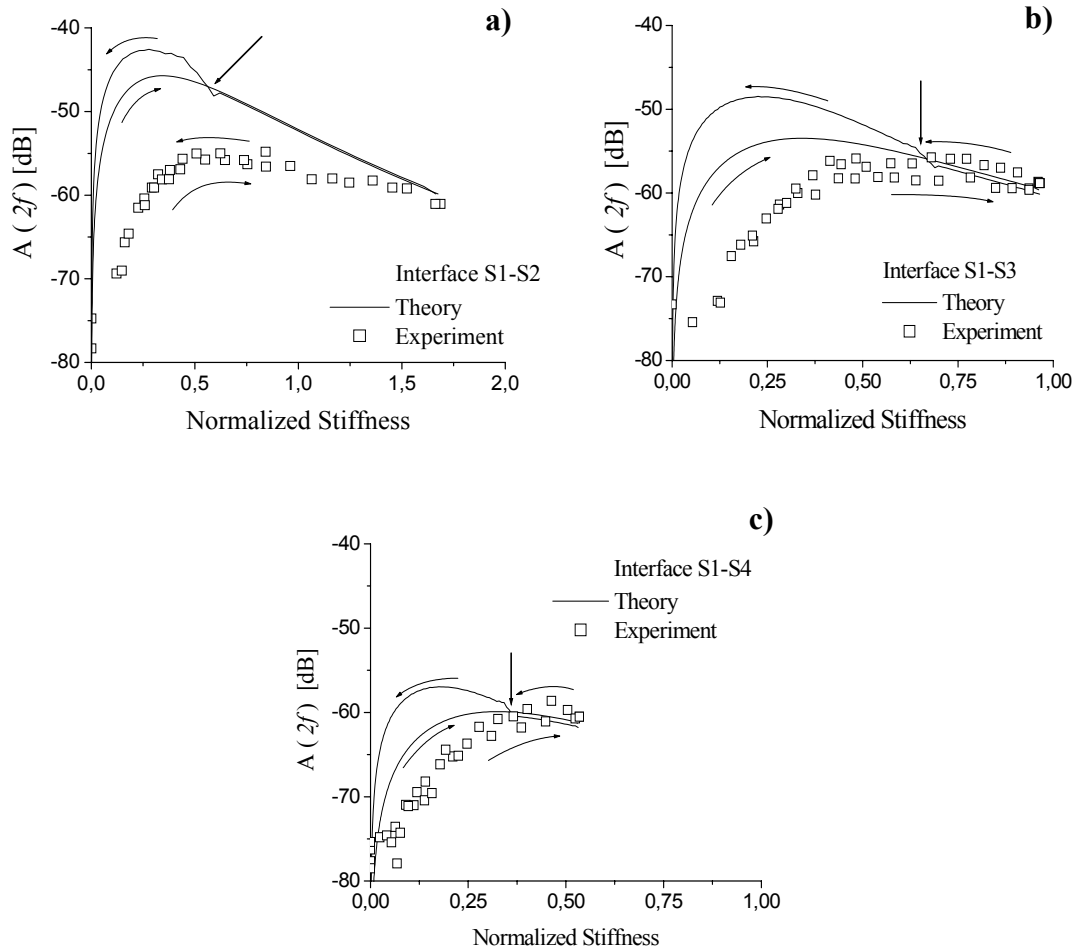 a)
-40
-50
-60
-70
-80
A ( 2f ) [dB]
Interface S1-S2
Theory
Experiment
0,0 0,5 1,0 1,5 2,0
Normalized Stiffness
b)
-40
-50
-60
-70
-80
A ( 2f ) [dB]
Interface S1-S3
Theory
Experiment
0,00 0,25 0,50 0,75 1,00
Normalized Stiffness
c)
-40
-50
-60
-70
-80
A ( 2f ) [dB]
Interface S1-S4
Theory
Experiment
0,00 0,25 0,50 0,75 1,00
Normalized Stiffness